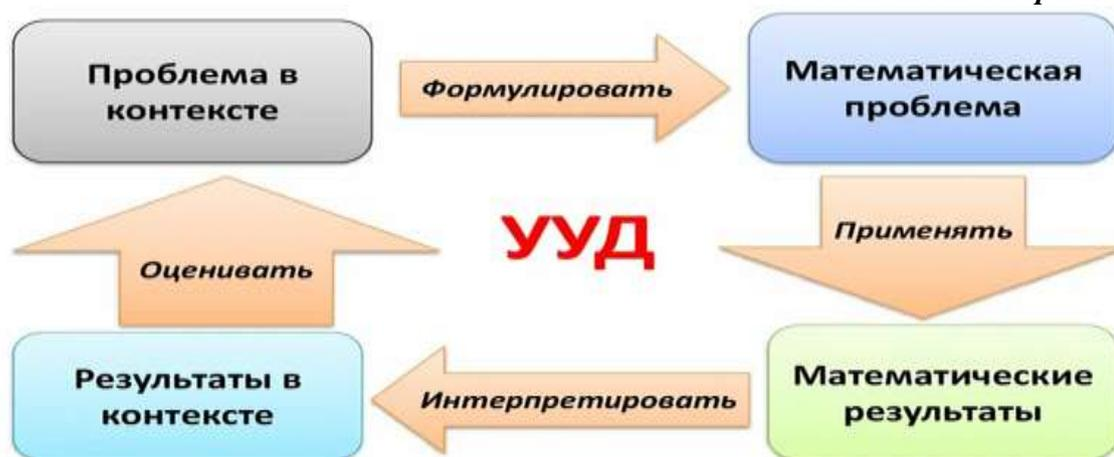 Проблема в
контексте
Формулировать
Математическая
проблема
Применять
Математические
результаты
Интерпретировать
Результаты в
контексте
Оценивать
УУД